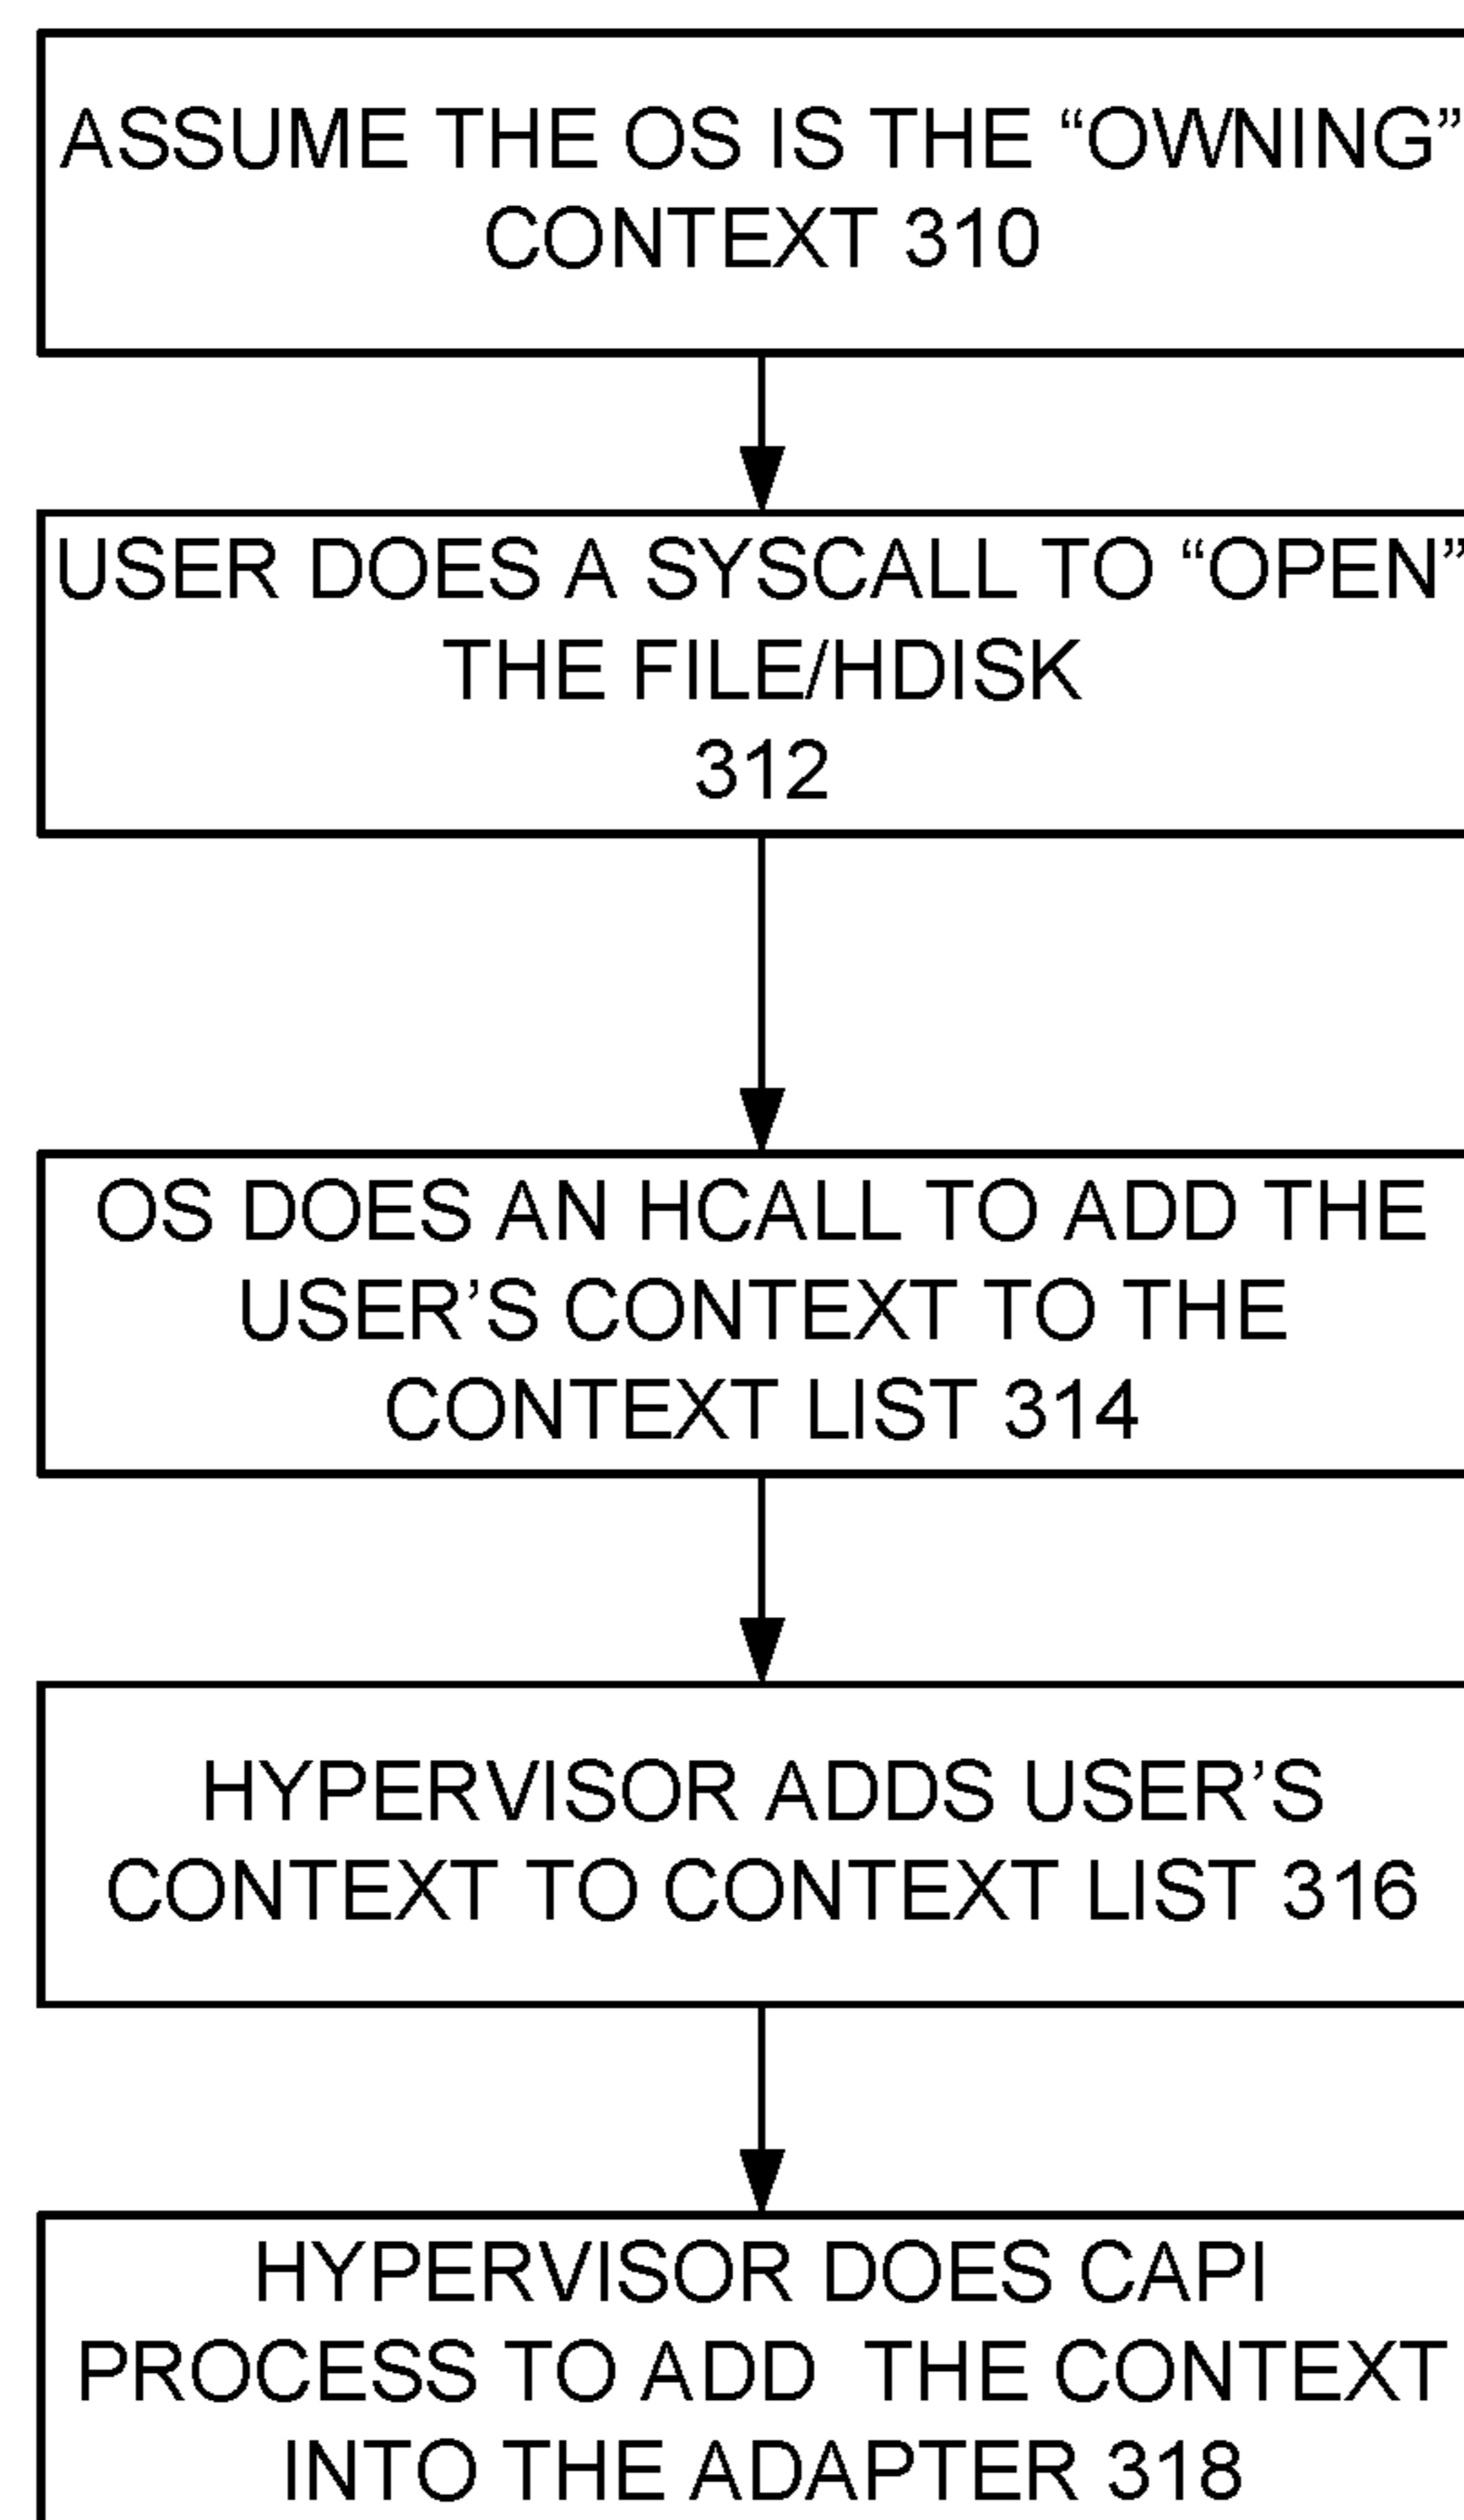 ASSUME THE OS IS THE “OWNING”
CONTEXT 310
USER DOES A SYSCALL TO “OPEN”
THE FILE/HDISK
312
OS DOES AN HCALL TO ADD THE
USER’S CONTEXT TO THE
CONTEXT LIST 314
HYPERVISOR ADDS USER’S
CONTEXT TO CONTEXT LIST 316
HYPERVISOR DOES CAPI
PROCESS TO ADD THE CONTEXT
INTO THE ADAPTER 318